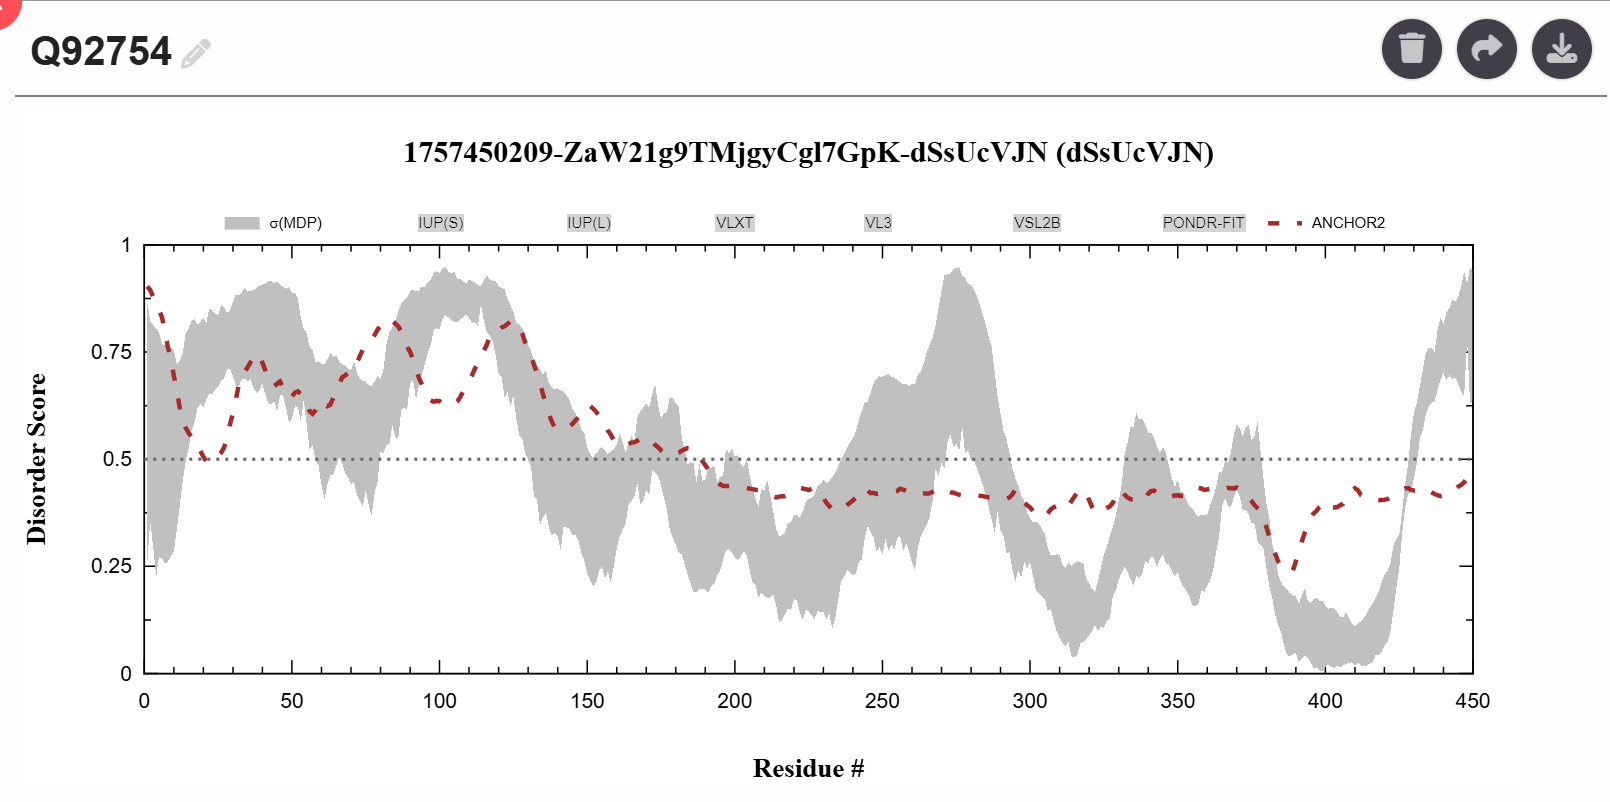 Q92754
1757450209-ZaW21g9TMjgyCgl7GpK-dSsUcVJN (dSsUcVJN)
σ(MDP) IUP(S) IUP(L) VLXT VL3 VSL2B PONDR-FIT ANCHOR2
1
0.75
0.5
0.25
0
Disorder Score
0 50 100 150 200 250 300 350 400 450
Residue #